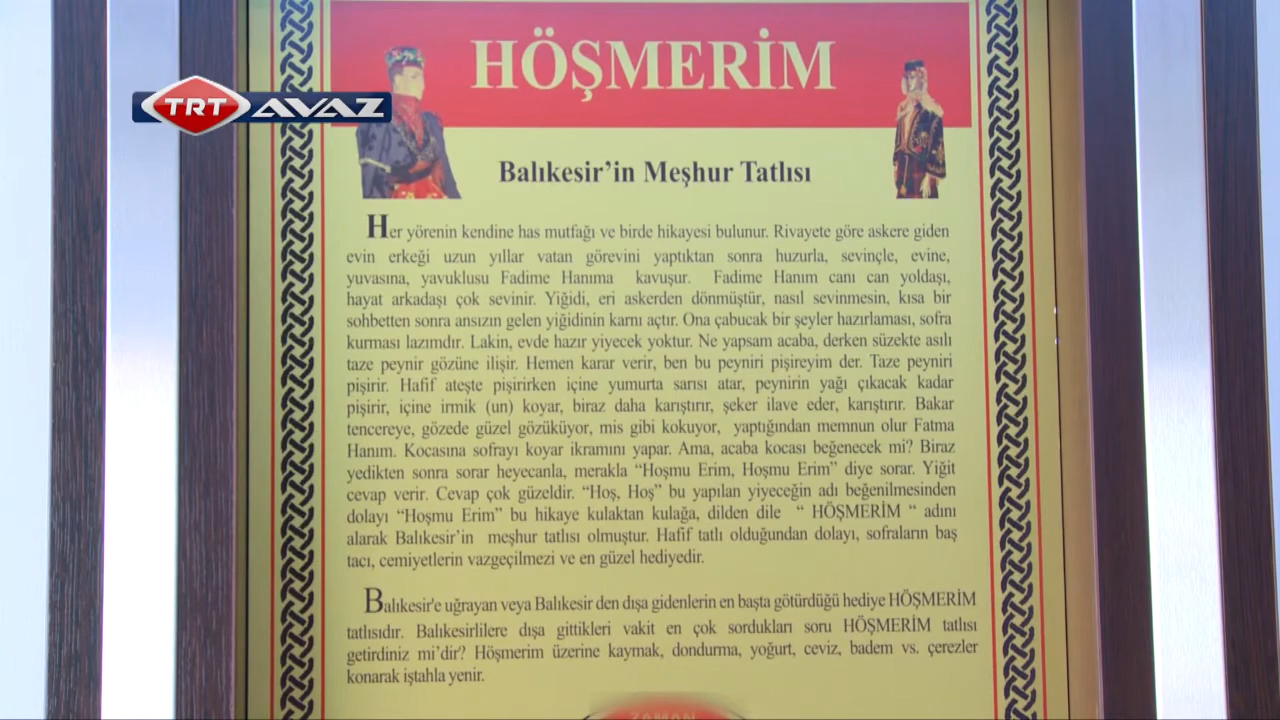 HÖŞMERİM
TRT AVAZ
Balıkesir'in Meşhur Tatlısı
Her yörenin kendine has mutfağı ve birde hikayesi bulunur. Rivayete göre askere giden
evin erkeği uzun yıllar vatan görevini yaptıktan sonra huzurla, sevinçle, evine,
yuvasına, yavuklusu Fadime Hanıma kavuşur. Fadime Hanım canı can yoldaşı,
hayat arkadaşı çok sevinir. Yiğidi, eri askerden dönmüştür, nasıl sevinmesin, kısa bir
sohbetten sonra ansızın gelen yiğidinin karnı açtır. Ona çabucak bir şeyler hazırlaması, sofra
kurması lazımdır. Lakin, evde hazır yiyecek yoktur. Ne yapsam acaba, derken süzekte asılı
taze peynir gözüne ilişir. Hemen karar verir, ben bu peyniri pişireyim der. Taze peyniri
pişirir. Hafif ateşte pişirirken içine yumurta sarısı atar, peynirin yağı çıkacak kadar
pişirir, içine irmik (un) koyar, biraz daha karıştırır, şeker ilave eder, karıştırır. Bakar
tencereye, gözede güzel gözüküyor, mis gibi kokuyor, yaptığından memnun olur Fatma
Hanım. Kocasına sofrayı koyar ikramını yapar. Ama, acaba kocası beğenecek mi? Biraz
yedikten sonra sorar heyecanla, merakla “Hoşmu Erim, Hoşmu Erim” diye sorar. Yiğit
cevap verir. Cevap çok güzeldir. “Hoş, Hoş” bu yapılan yiyeceğin adı beğenilmesinden
dolayı “Hoşmu Erim” bu hikaye kulaktan kulağa, dilden dile “ HÖŞMERİM “ adını
alarak Balıkesir'in meşhur tatlısı olmuştur. Hafif tatlı olduğundan dolayı, sofraların baş
tacı, cemiyetlerin vazgeçilmezi ve en güzel hediyedir.
Balıkesir'e uğrayan veya Balıkesir den dışa gidenlerin en başta götürdüğü hediye HÖŞMERİM
tatlısıdır. Balıkesirlilere dışa gittikleri vakit en çok sordukları soru HÖŞMERİM tatlısı
getirdiniz mi'dir? Höşmerim üzerine kaymak, dondurma, yoğurt, ceviz, badem vs. çerezler
konarak iştahla yenir.
ZAMAN